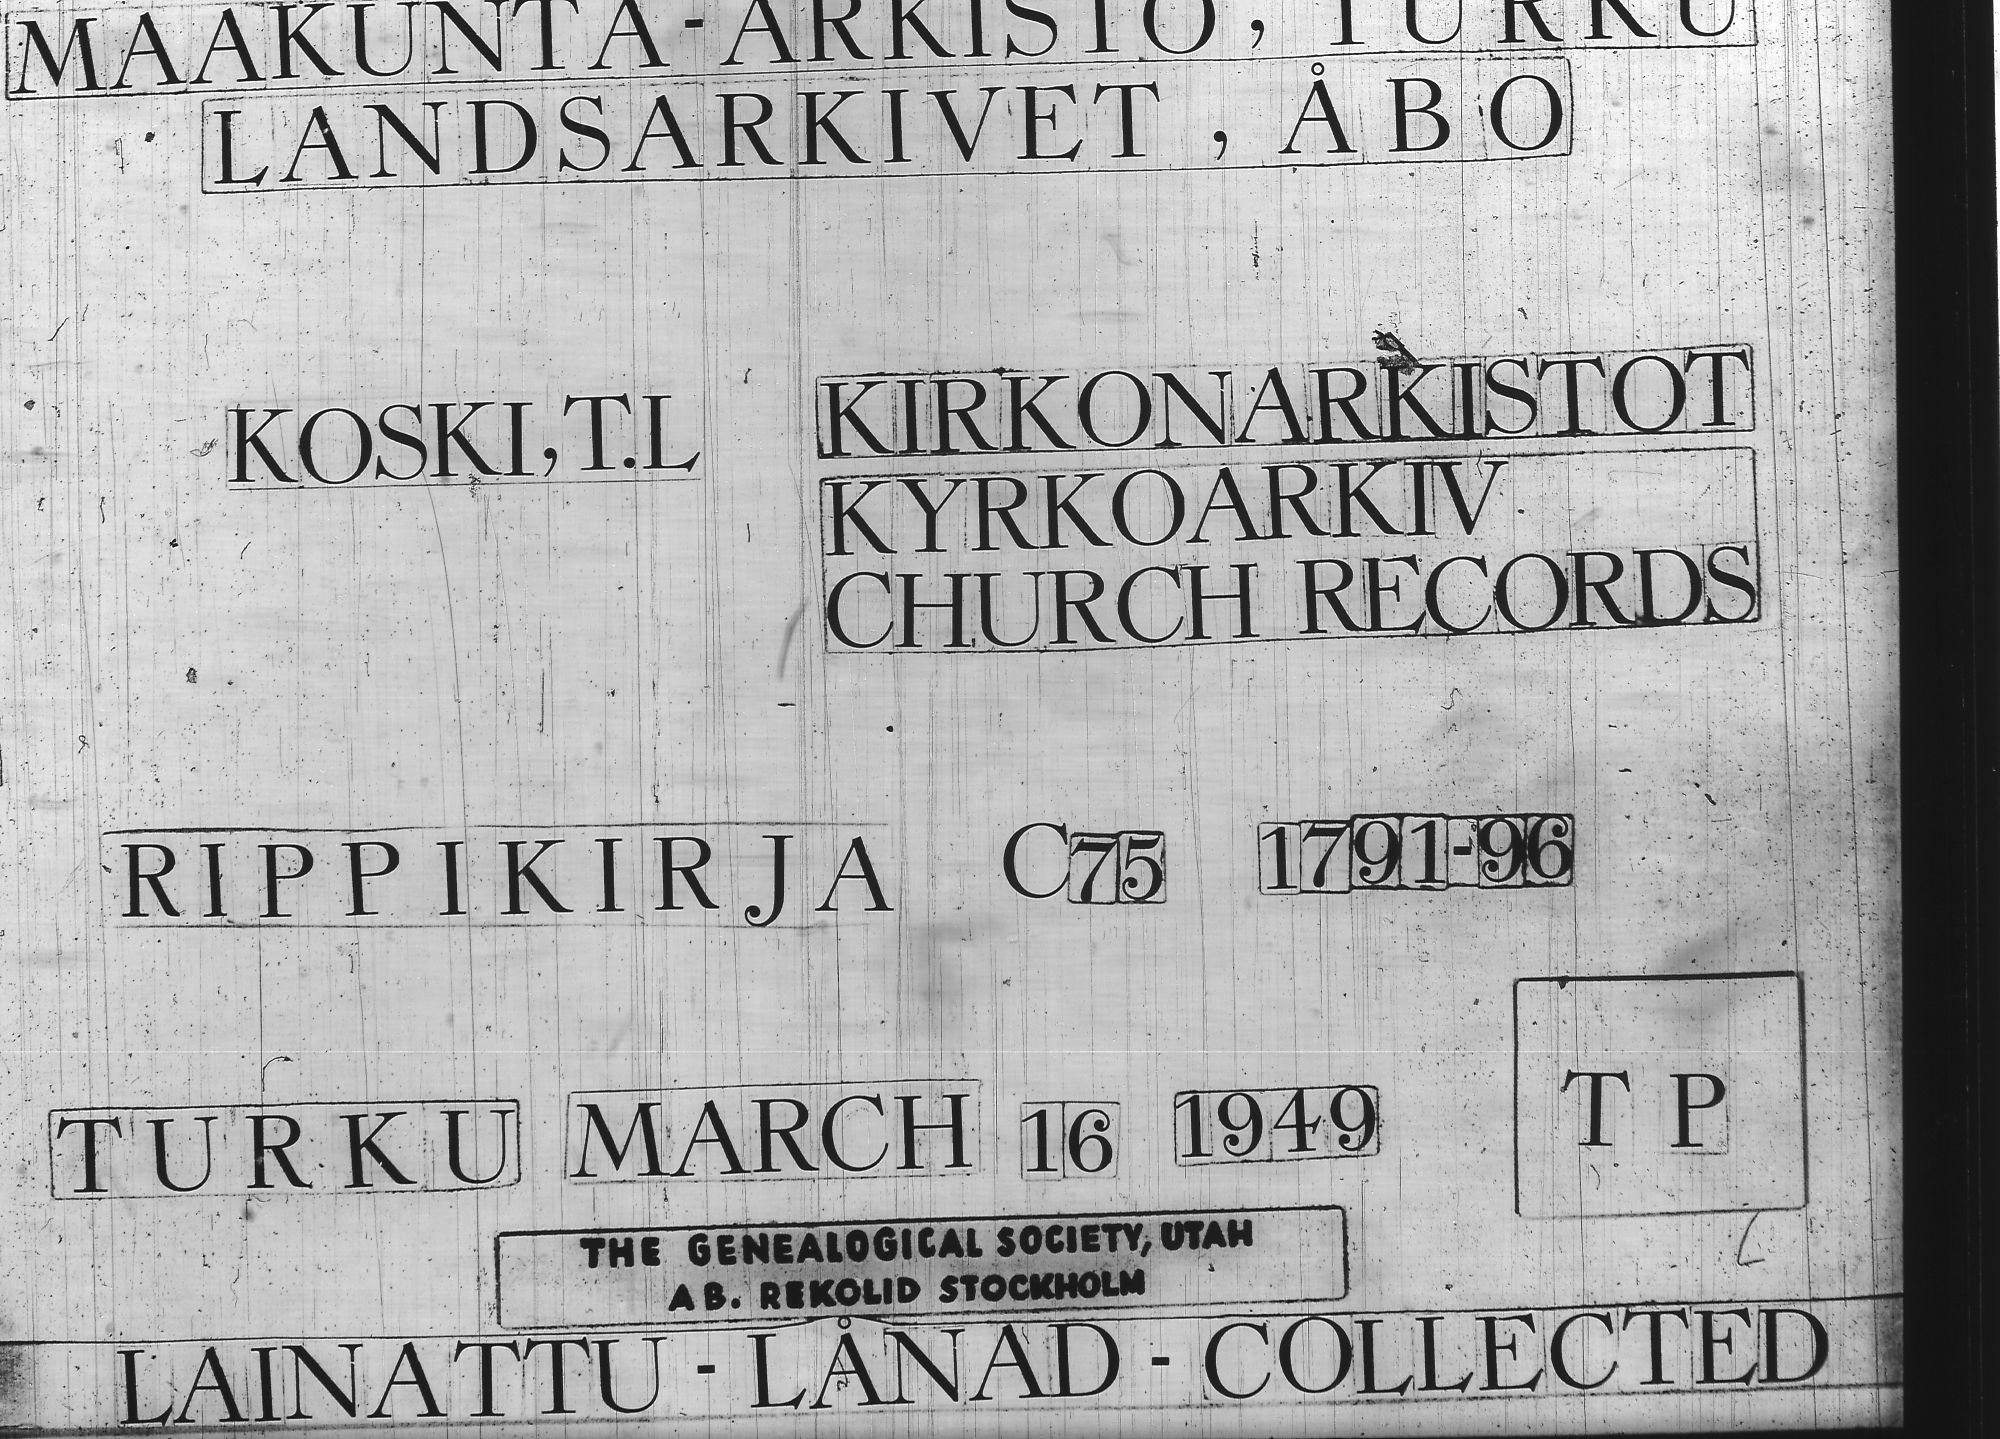 MAAKUNTA-ARKISTO, TURKU
LANDSARKIVET, ÅBO
KOSKI, T.L
KIRKONARKISTOT
KYRKOARKIV
CHURCH RECORDS
RIPPIKIRJA C75 1791-96
TURKU MARCH 16 1949
TP
THE GENEALOGICAL SOCIETY, UTAH
AB. REKOLID STOCKHOLM
LAINATTU - LÅNAD - COLLECTED